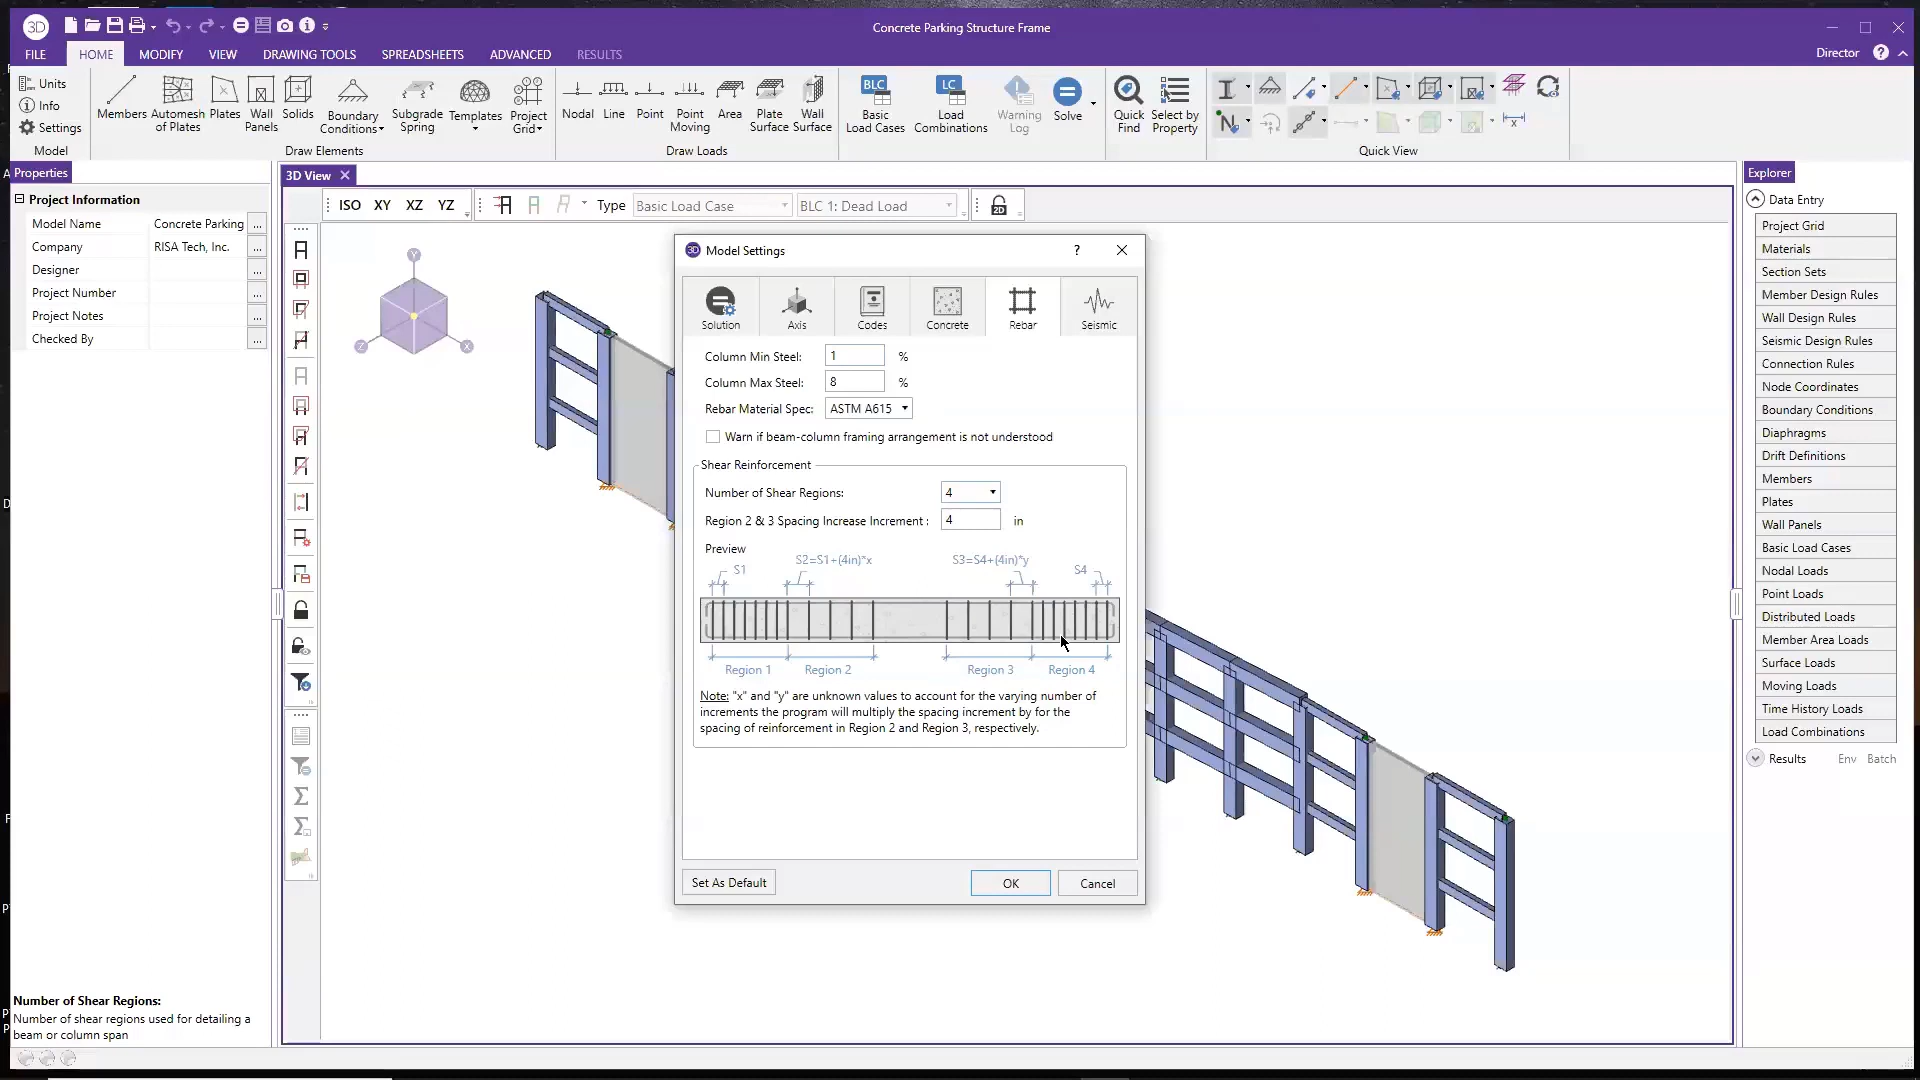 3D
Concrete Parking Structure Frame
FILE
HOME
MODIFY
VIEW
DRAWING TOOLS
SPREADSHEETS
ADVANCED
RESULTS
Director
Units
Info
Settings
Model
Members
Automesh of Plates
Plates
Wall Panels
Solids
Boundary Conditions
Subgrade Spring
Templates
Project Grid
Draw Elements
Nodal
Line
Point
Point Moving
Area
Plate Surface
Wall Surface
Draw Loads
BLC
Basic Load Cases
LC
Load Combinations
Warning Log
Solve
Quick Find
Select by Property
Quick View
Properties
Project Information
Model Name Concrete Parking ...
Company RISA Tech, Inc. ...
Designer ...
Project Number ...
Project Notes ...
Checked By ...
Number of Shear Regions:
Number of shear regions used for detailing a
beam or column span
3D View
ISO XY XZ YZ
Type Basic Load Case BLC 1: Dead Load
2D
Y
Z
X
3D Model Settings ?
Solution
Axis
Codes
Concrete
Rebar
Seismic
Column Min Steel: 1 %
Column Max Steel: 8 %
Rebar Material Spec: ASTM A615
Warn if beam-column framing arrangement is not understood
Shear Reinforcement
Number of Shear Regions: 4
Region 2 & 3 Spacing Increase Increment : 4 in
Preview
S1
S2=S1+(4in)*x
S3=S4+(4in)*y
S4
Region 1
Region 2
Region 3
Region 4
Note: "x" and "y" are unknown values to account for the varying number of
increments the program will multiply the spacing increment by for the
spacing of reinforcement in Region 2 and Region 3, respectively.
Set As Default
OK
Cancel
Explorer
Data Entry
Project Grid
Materials
Section Sets
Member Design Rules
Wall Design Rules
Seismic Design Rules
Connection Rules
Node Coordinates
Boundary Conditions
Diaphragms
Drift Definitions
Members
Plates
Wall Panels
Basic Load Cases
Nodal Loads
Point Loads
Distributed Loads
Member Area Loads
Surface Loads
Moving Loads
Time History Loads
Load Combinations
Results Env Batch